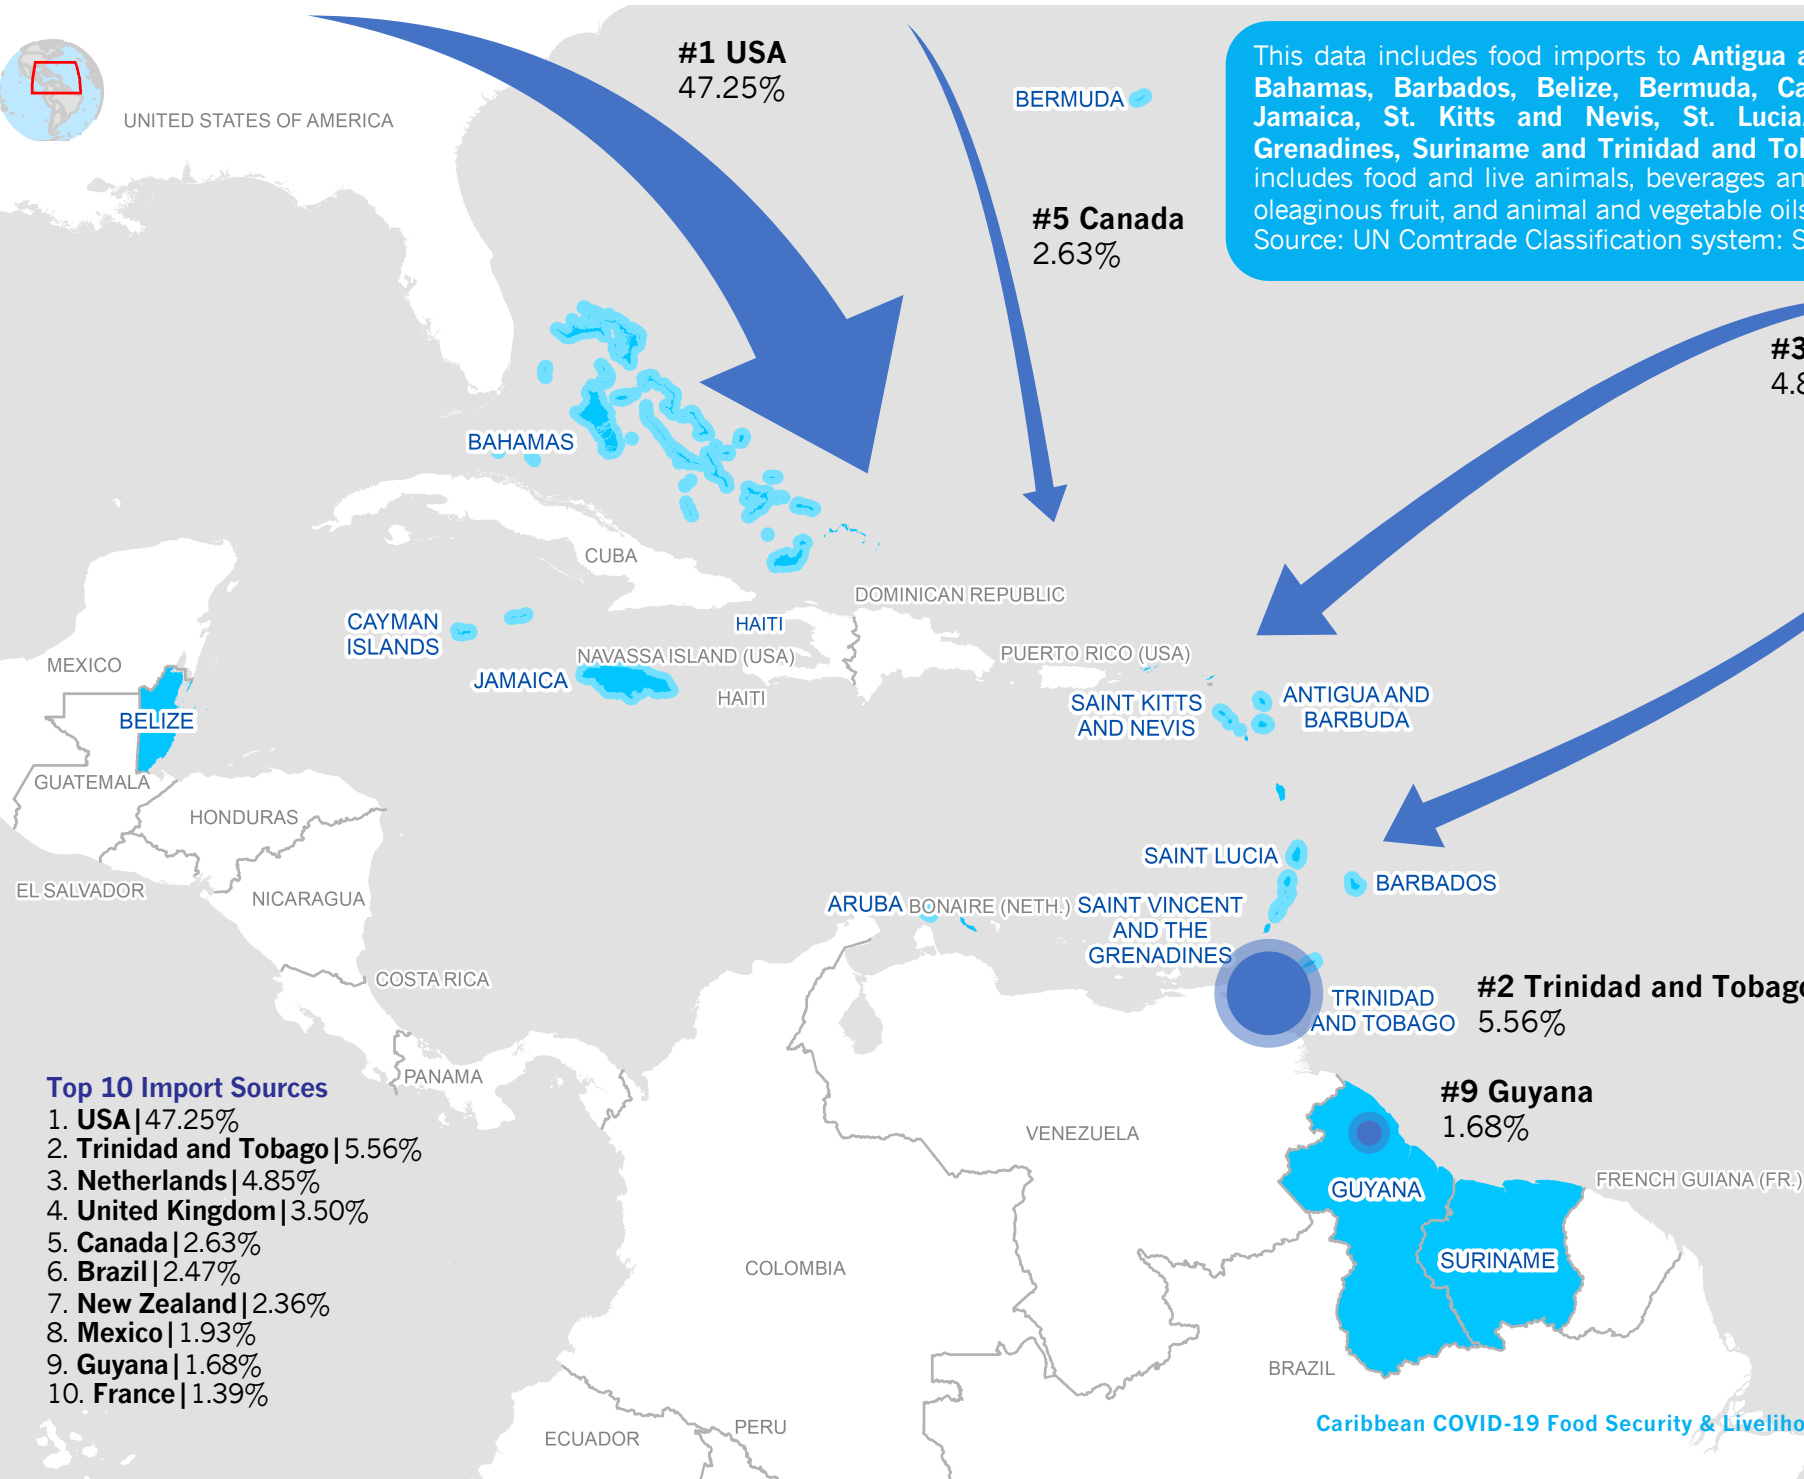 #1 USA
47.25%
UNITED STATES OF AMERICA
BERMUDA
This data includes food imports to Antigua
Bahamas, Barbados, Belize, Bermuda,
Jamaica, St. Kitts and Nevis, St. Lucia,
Grenadines, Suriname and Trinidad and
includes food and live animals, beverages
oleaginous fruit, and animal and vegetable oils
Source: UN Comtrade Classification system:
#5 Canada
2.63%
#3
4.8
BAHAMAS
CUBA
DOMINICAN REPUBLIC
CAYMAN
ISLANDS
HAITI
NAVASSA ISLAND (USA)
PUERTO RICO (USA)
MEXICO
JAMAICA
HAITI
SAINT KITTS
AND NEVIS
ANTIGUA AND
BARBUDA
BELIZE
GUATEMALA
HONDURAS
SAINT LUCIA
BARBADOS
EL SALVADOR
NICARAGUA
ARUBA
BONAIRE (NETH.)
SAINT VINCENT
AND THE
GRENADINES
COSTA RICA
TRINIDAD
AND TOBAGO
#2 Trinidad and Tobago
5.56%
PANAMA
#9 Guyana
1.68%
VENEZUELA
GUYANA
FRENCH GUIANA (FR.)
SURINAME
COLOMBIA
BRAZIL
Top 10 Import Sources
1. USA|47.25%
2. Trinidad and Tobago|5.56%
3. Netherlands|4.85%
4. United Kingdom|3.50%
5. Canada|2.63%
6. Brazil|2.47%
7. New Zealand|2.36%
8. Mexico|1.93%
9. Guyana|1.68%
10. France|1.39%
ECUADOR
PERU
Caribbean COVID-19 Food Security &